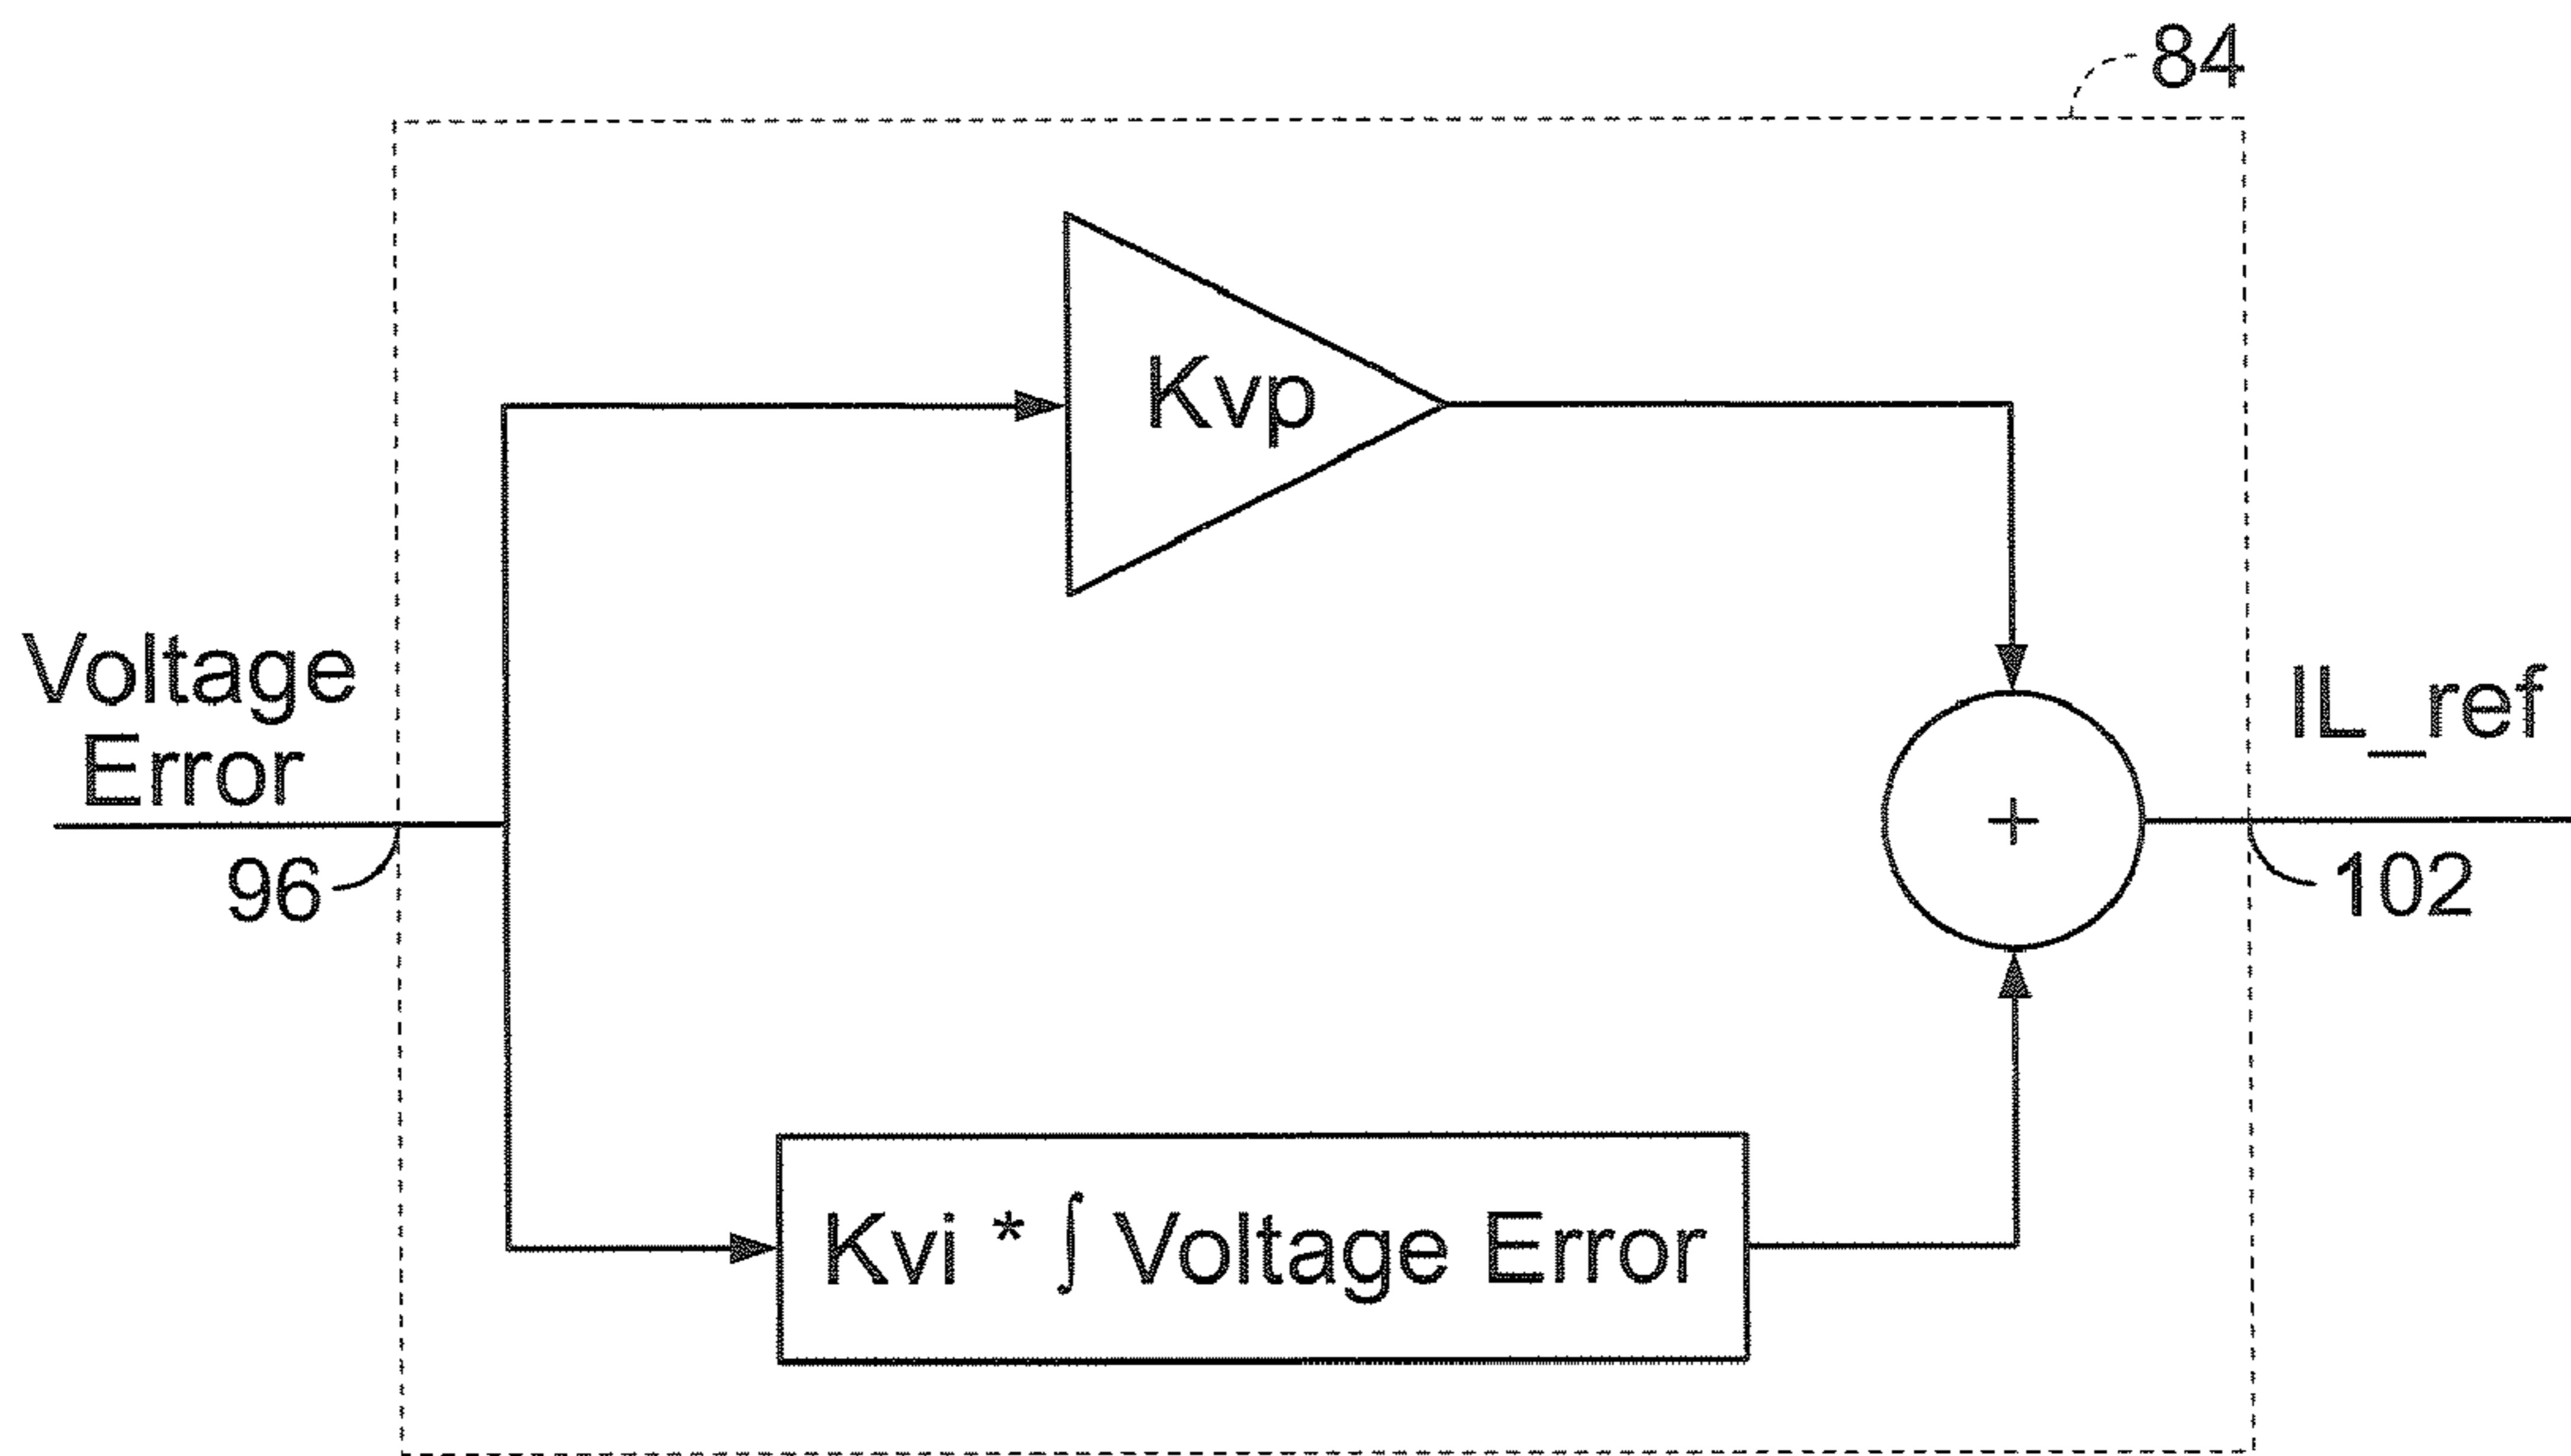 84
Kvp
Voltage
Error
IL_ref
+
96
102
Kvi * ∫ Voltage Error